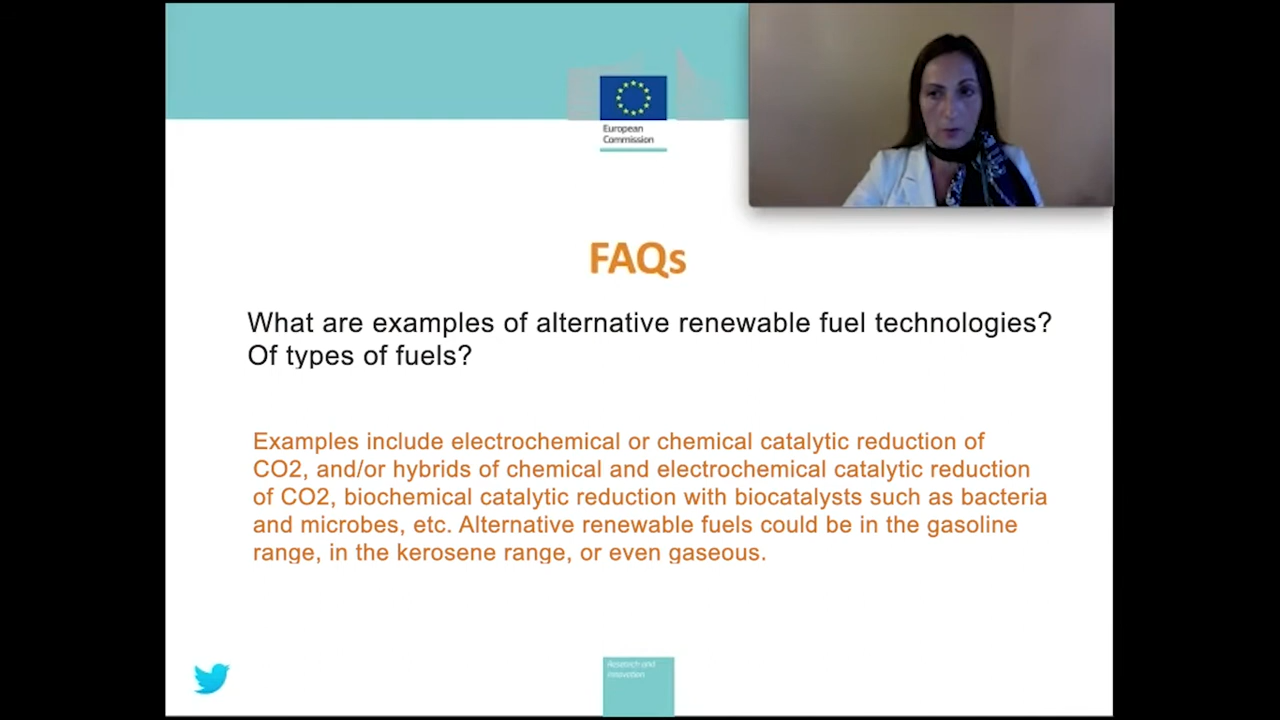 European
Commission
FAQs
What are examples of alternative renewable fuel technologies?
Of types of fuels?
Examples include electrochemical or chemical catalytic reduction of
CO2, and/or hybrids of chemical and electrochemical catalytic reduction
of CO2, biochemical catalytic reduction with biocatalysts such as bacteria
and microbes, etc. Alternative renewable fuels could be in the gasoline
range, in the kerosene range, or even gaseous.
Research and
innovation